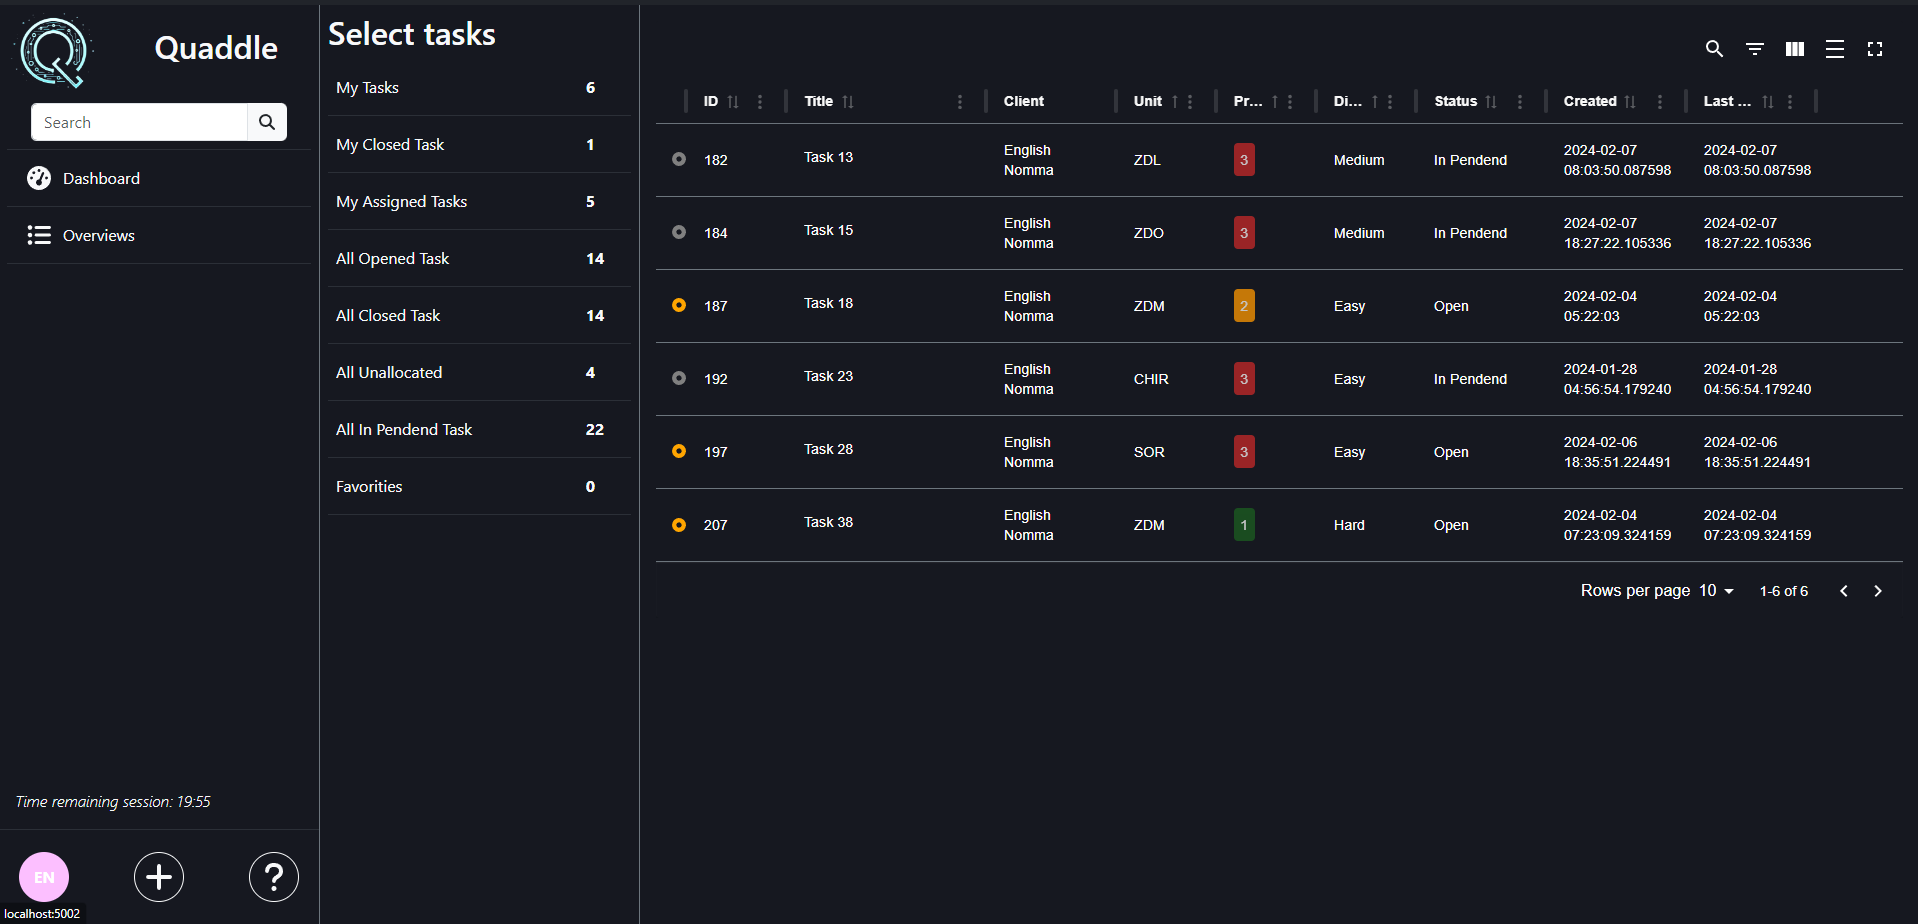 Quaddle
Search
Dashboard
Overviews
Time remaining session: 19:55
EN
localhost:5002
Select tasks
My Tasks 6
My Closed Task 1
My Assigned Tasks 5
All Opened Task 14
All Closed Task 14
All Unallocated 4
All In Pendend Task 22
Favorities 0
ID Title Client Unit Pr... Di... Status Created Last ...
182 Task 13 English Nomma ZDL 3 Medium In Pendend 2024-02-07 08:03:50.087598 2024-02-07 08:03:50.087598
184 Task 15 English Nomma ZDO 3 Medium In Pendend 2024-02-07 18:27:22.105336 2024-02-07 18:27:22.105336
187 Task 18 English Nomma ZDM 2 Easy Open 2024-02-04 05:22:03 2024-02-04 05:22:03
192 Task 23 English Nomma CHIR 3 Easy In Pendend 2024-01-28 04:56:54.179240 2024-01-28 04:56:54.179240
197 Task 28 English Nomma SOR 3 Easy Open 2024-02-06 18:35:51.224491 2024-02-06 18:35:51.224491
207 Task 38 English Nomma ZDM 1 Hard Open 2024-02-04 07:23:09.324159 2024-02-04 07:23:09.324159
Rows per page 10 1-6 of 6